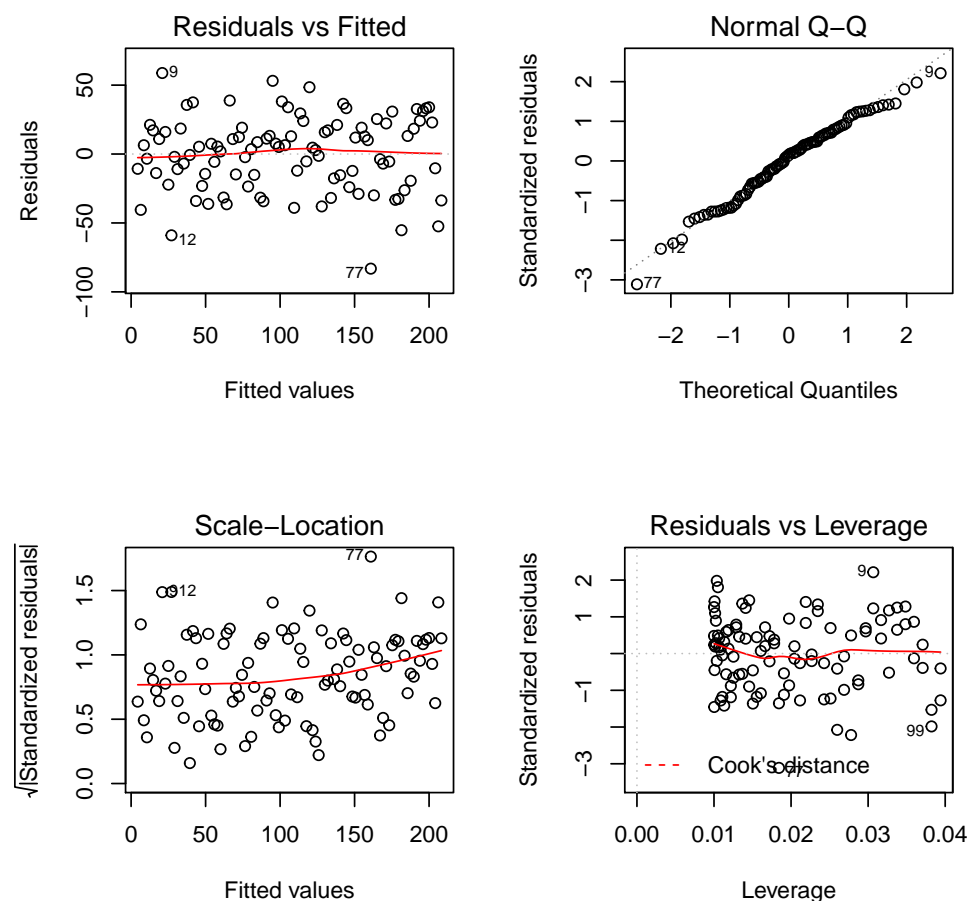 Residuals vs Fitted
Residuals
50
0
−50
−100
9
12
77
0 50 100 150 200
Fitted values
Normal Q−Q
Standardized residuals
2
1
0
−1
−3
9
12
77
−2 −1 0 1 2
Theoretical Quantiles
Scale−Location
√|Standardized residuals|
1.5
1.0
0.5
0.0
77
912
0 50 100 150 200
Fitted values
Residuals vs Leverage
Standardized residuals
2
1
−1
−3
9
99
77
Cook's distance
0.00 0.01 0.02 0.03 0.04
Leverage